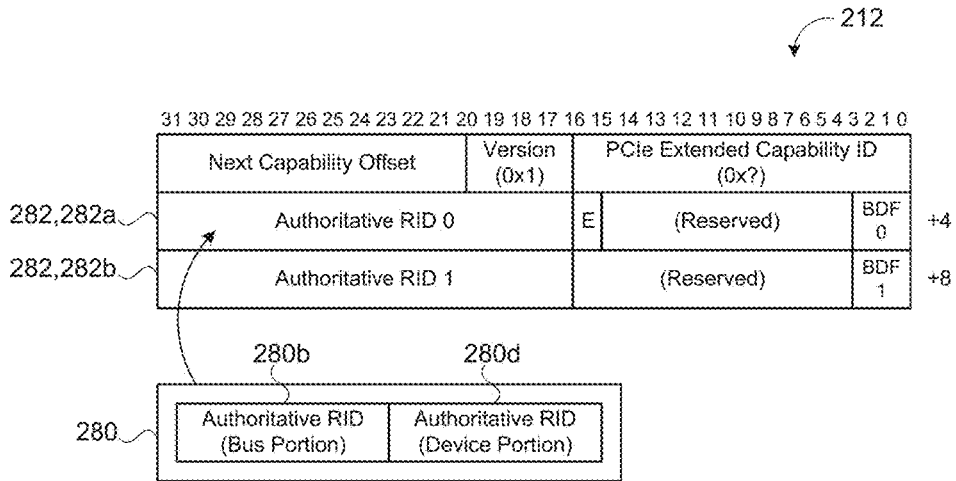 212
31 30 29 28 27 26 25 24 23 22 21 20 19 18 17 16 15 14 13 12 11 10 9 8 7 6 5 4 3 2 1 0
Next Capability Offset
Version
(0x1)
PCIe Extended Capability ID
(0x?)
282,282a
Authoritative RID 0
E
(Reserved)
BDF
0
+4
282,282b
Authoritative RID 1
(Reserved)
BDF
1
+8
280b
280d
280
Authoritative RID
(Bus Portion)
Authoritative RID
(Device Portion)